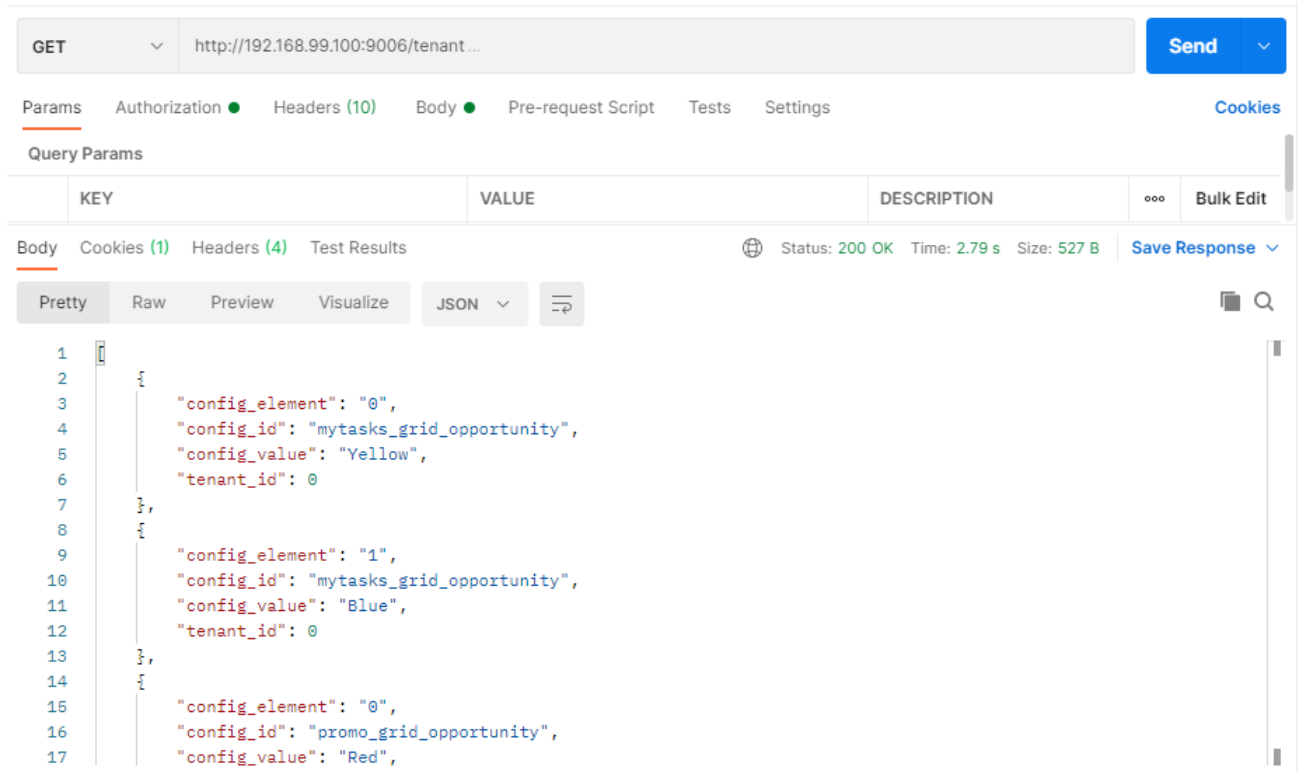 GET http://192.168.99.100:9006/tenant... Send
Params Authorization Headers (10) Body Pre-request Script Tests Settings Cookies
Query Params
KEY VALUE DESCRIPTION ooo Bulk Edit
Body Cookies (1) Headers (4) Test Results Status: 200 OK Time: 2.79 s Size: 527 B Save Response
Pretty Raw Preview Visualize JSON
1 [
2 {
3 "config_element": "0",
4 "config_id": "mytasks_grid_opportunity",
5 "config_value": "Yellow",
6 "tenant_id": 0
7 },
8 {
9 "config_element": "1",
10 "config_id": "mytasks_grid_opportunity",
11 "config_value": "Blue",
12 "tenant_id": 0
13 },
14 {
15 "config_element": "0",
16 "config_id": "promo_grid_opportunity",
17 "config_value": "Red",